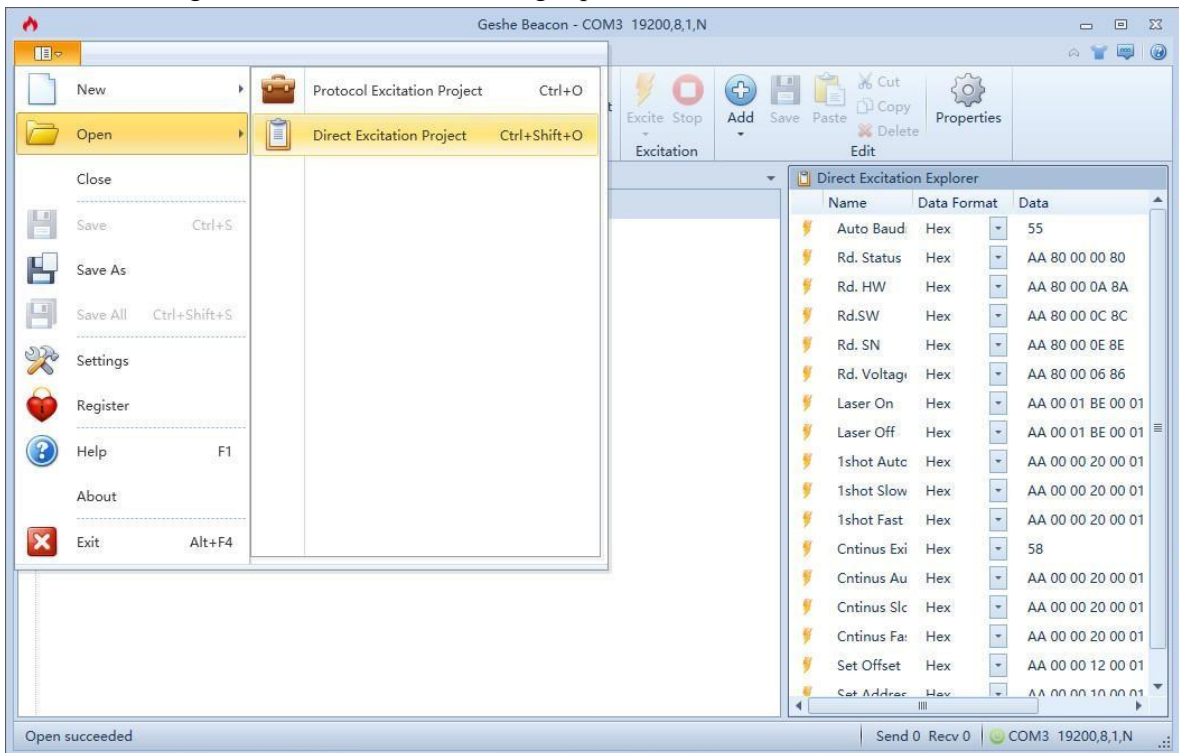 Geshe Beacon - COM3 19200,8,1,N
New
Open
Close
Save Ctrl+S
Save As
Save All Ctrl+Shift+S
Settings
Register
Help F1
About
Exit Alt+F4
Protocol Excitation Project Ctrl+O
Direct Excitation Project Ctrl+Shift+O
Excite Stop
Excitation
Add Save Paste
Cut
Copy
Delete
Edit
Properties
Direct Excitation Explorer
Name Data Format Data
Auto Baud Hex 55
Rd. Status Hex AA 80 00 00 80
Rd. HW Hex AA 80 00 0A 8A
Rd.SW Hex AA 80 00 0C 8C
Rd. SN Hex AA 80 00 0E 8E
Rd. Voltag Hex AA 80 00 06 86
Laser On Hex AA 00 01 BE 00 01
Laser Off Hex AA 00 01 BE 00 01
1shot Autc Hex AA 00 00 20 00 01
1shot Slow Hex AA 00 00 20 00 01
1shot Fast Hex AA 00 00 20 00 01
Cntinus Exi Hex 58
Cntinus Au Hex AA 00 00 20 00 01
Cntinus Slc Hex AA 00 00 20 00 01
Cntinus Fa Hex AA 00 00 20 00 01
Set Offset Hex AA 00 00 12 00 01
Set Addres Hex AA 00 00 10 00 01
Open succeeded
Send 0 Recv 0 COM3 19200,8,1,N